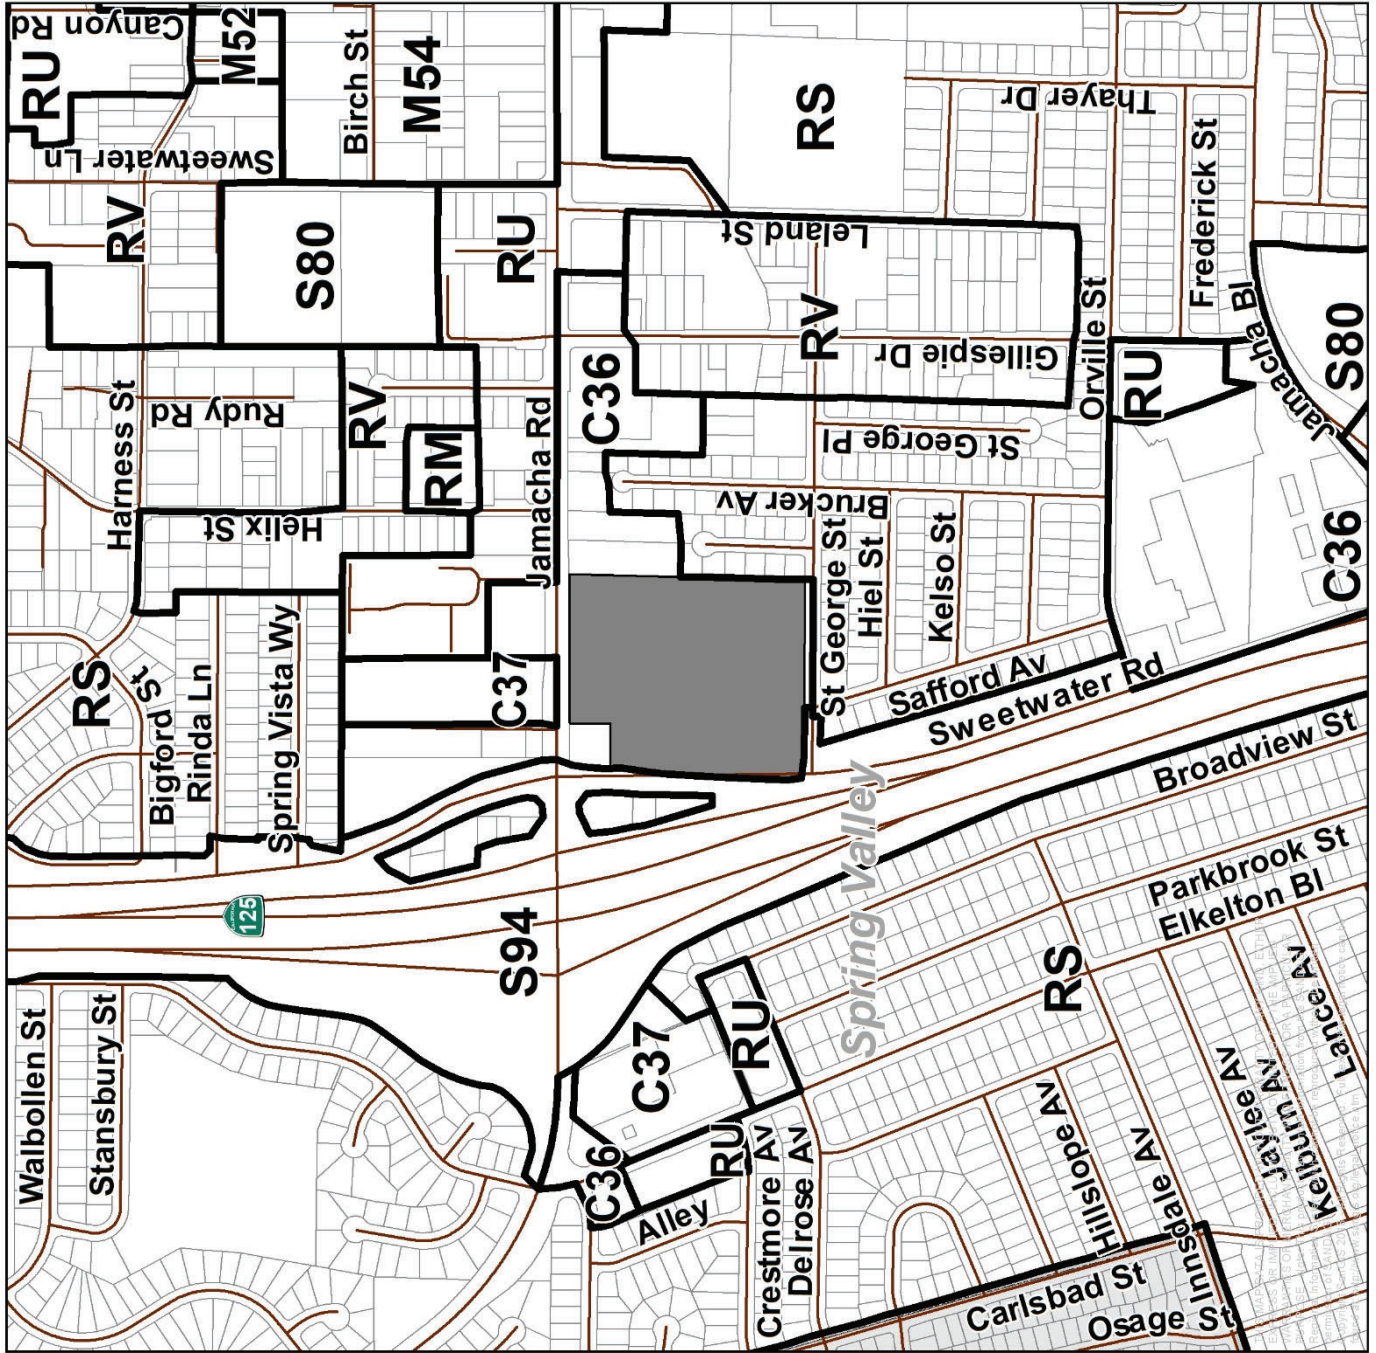 Canyon Rd
RU
M52
Birch St
M54
Sweetwater Ln
RS
Thayer Dr
Frederick St
RV
S80
RU
Leland St
RV
Gillespie Dr
Orville St
RU
Jamacha Bl
S80
Harness St
Rudy Rd
RV
RM
Jamacha Rd
C36
St George Pl
Brucker Av
Helix St
St George St
Hiel St
Kelso St
C36
RS
Bigford St
Rinda Ln
Spring Vista Wy
C37
Safford Av
Sweetwater Rd
Broadview St
CALIFORNIA
125
S94
Spring Valley
Parkbrook St
Elkelton Bl
RS
Walbollen St
Stansbury St
C37
RU
C36
RU
Alley
Crestmore Av
Delrose Av
Hillslope Av
Innsdale Av
Jaylee Av
Kelburn Av
Lance Av
Carlsbad St
Osage St